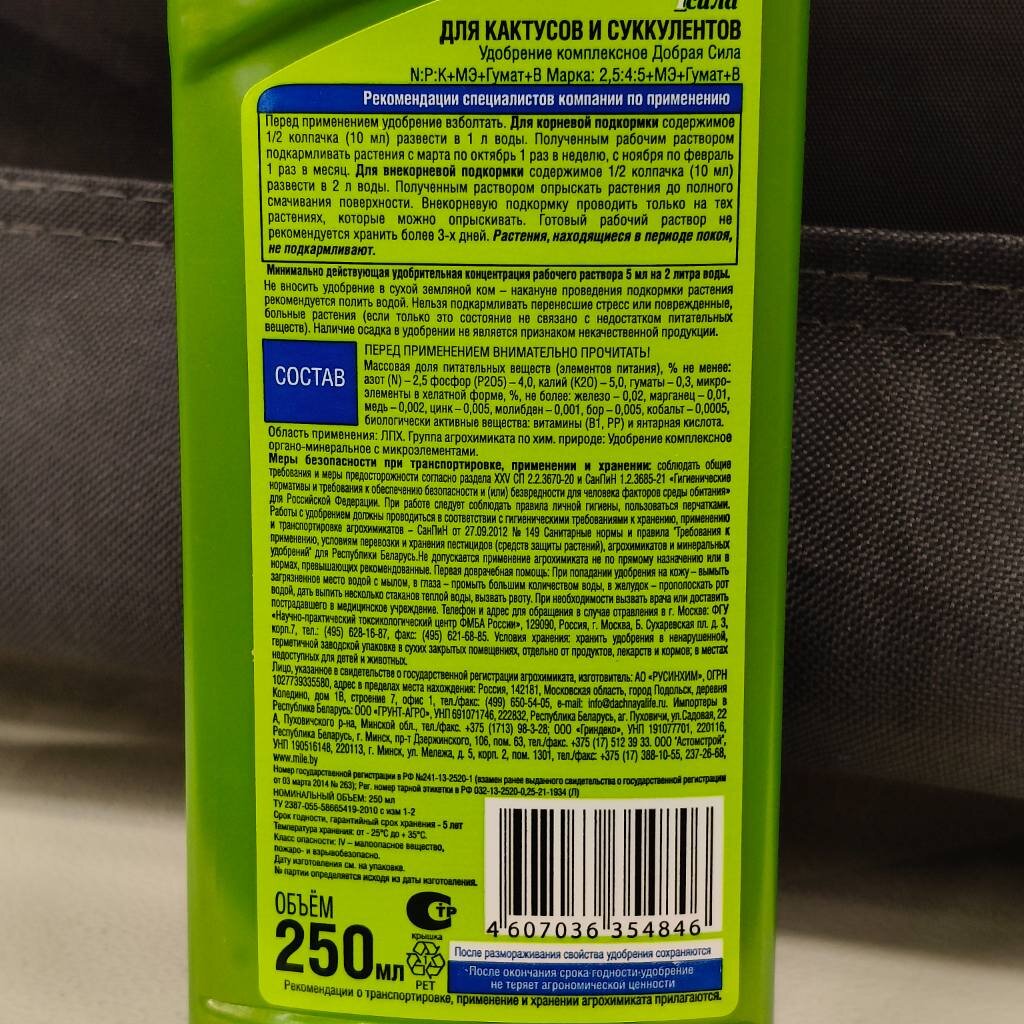 сила
ДЛЯ КАКТУСОВ И СУККУЛЕНТОВ
Удобрение комплексное Добрая Сила
N:P:K+МЭ+Гумат+В Марка: 2,5:4:5+МЭ+Гумат+В
Рекомендации специалистов компании по применению
Перед применением удобрение взболтать. Для корневой подкормки содержимое
1/2 колпачка (10 мл) развести в 1 л воды. Полученным рабочим раствором
подкармливать растения с марта по октябрь 1 раз в неделю, с ноября по февраль
1 раз в месяц. Для внекорневой подкормки содержимое 1/2 колпачка (10 мл)
развести в 2 л воды. Полученным раствором опрыскать растения до полного
смачивания поверхности. Внекорневую подкормку проводить только на тех
растениях, которые можно опрыскивать. Готовый рабочий раствор не
рекомендуется хранить более 3-х дней. Растения, находящиеся в периоде покоя,
не подкармливают.
Минимально действующая удобрительная концентрация рабочего раствора 5 мл на 2 литра воды.
Не вносить удобрение в сухой земляной ком – накануне проведения подкормки растения
рекомендуется полить водой. Нельзя подкармливать перенесшие стресс или поврежденные,
больные растения (если только это состояние не связано с недостатком питательных
веществ). Наличие осадка в удобрении не является признаком некачественной продукции.
СОСТАВ
ПЕРЕД ПРИМЕНЕНИЕМ ВНИМАТЕЛЬНО ПРОЧИТАТЬ!
Массовая доля питательных веществ (элементов питания), % не менее:
азот (N) – 2,5 фосфор (P2O5) – 4,0, калий (K2O) – 5,0, гуматы – 0,3, микро-
элементы в хелатной форме, %, не более: железо – 0,02, марганец – 0,01,
медь – 0,002, цинк – 0,005, молибден – 0,001, бор – 0,005, кобальт – 0,0005,
биологически активные вещества: витамины (В1, РР) и янтарная кислота.
Область применения: ЛПХ. Группа агрохимиката по хим. природе: Удобрение комплексное
органо-минеральное с микроэлементами.
Меры безопасности при транспортировке, применении и хранении: соблюдать общие
требования и меры предосторожности согласно раздела XXV СП 2.2.3670-20 и СанПиН 1.2.3685-21 «Гигиенические
нормативы и требования к обеспечению безопасности и (или) безвредности для человека факторов среды обитания»
для Российской Федерации. При работе следует соблюдать правила личной гигиены, пользоваться перчатками.
Работы с удобрением должны проводиться в соответствии с гигиеническими требованиями к хранению, применению
и транспортировке агрохимикатов – СанПиН от 27.09.2012 № 149 Санитарные нормы и правила "Требования к
применению, условиям перевозки и хранения пестицидов (средств защиты растений), агрохимикатов и минеральных
удобрений" для Республики Беларусь.Не допускается применение агрохимиката не по прямому назначению или в
нормах, превышающих рекомендованные. Первая доврачебная помощь: При попадании удобрения на кожу – вымыть
загрязненное место водой с мылом, в глаза – промыть большим количеством воды, в желудок – прополоскать рот
водой, дать выпить несколько стаканов теплой воды, вызвать рвоту. При необходимости вызвать врача или доставить
пострадавшего в медицинское учреждение. Телефон и адрес для обращения в случае отравления в г. Москве: ФГУ
«Научно-практический токсикологический центр ФМБА России», 129090, Россия, г. Москва, Б. Сухаревская пл. д. 3,
корп.7, тел.: (495) 628-16-87, факс: (495) 621-68-85. Условия хранения: хранить удобрения в ненарушенной,
герметичной заводской упаковке в сухих закрытых помещениях, отдельно от продуктов, лекарств и кормов; в местах
недоступных для детей и животных.
Лицо, указанное в свидетельстве о государственной регистрации агрохимиката, изготовитель: АО «РУСИНХИМ», ОГРН
1027739335580, адрес в пределах места нахождения: Россия, 142181, Московская область, город Подольск, деревня
Коледино, дом 1В, строение 7, офис 1, тел./факс: (499) 650-54-05, e-mail: info@dachnayalife.ru. Импортеры в
Республике Беларусь: ООО «ГРУНТ-АГРО», УНП 691071746, 222832, Республика Беларусь, аг. Пуховичи, ул.Садовая, 22
А, Пуховичского р-на, Минской обл., тел./факс. +375 (1713) 98-3-28; ООО «Гриндеко», УНП 191077701, 220116,
Республика Беларусь, г. Минск, пр-т Дзержинского, 106, пом. 63, тел./факс. +375 (17) 512 39 33. ООО "Астомстрой",
УНП 190516148, 220113, г. Минск, ул. Мележа, д. 5, корп. 2, пом. 1301, тел./факс: +375 (17) 388-10-55, 237-26-68,
www.mile.by
Номер государственной регистрации в РФ №241-13-2520-1 (взамен ранее выданного свидетельства о государственной регистрации
от 03 марта 2014 № 263); Рег. номер тарной этикетки в РФ 032-13-2520-0,25-21-1934 (Л)
НОМИНАЛЬНЫЙ ОБЪЕМ: 250 мл
ТУ 2387-055-58665419-2010 с изм 1-2
Срок годности, гарантийный срок хранения - 5 лет
Температура хранения: от - 25°С до + 35°С.
Класс опасности: IV – малоопасное вещество,
пожаро- и взрывобезопасно.
Дату изготовления см. на упаковке.
№ партии определяется исходя из даты изготовления.
ОБЪЁМ
250 мл
СТР
крышка
1
PET
4 607036 354846
После размораживания свойства удобрения сохраняются
После окончания срока годности удобрение
не теряет агрономической ценности
Рекомендации о транспортировке, применение и хранении агрохимиката прилагаются.